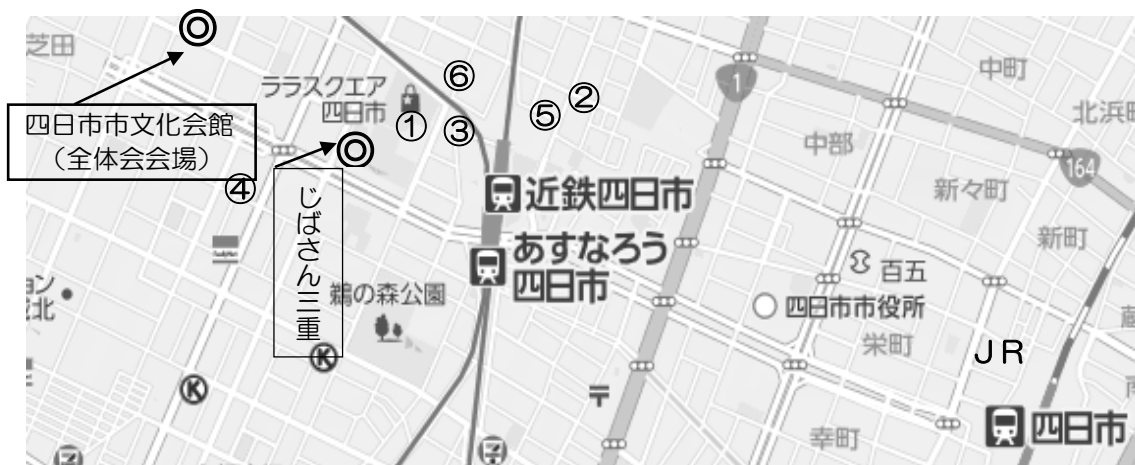 芝田
◎
四日市市文化会館
(全体会会場)
ララスクエア
四日市
①
⑥
③
◎
④
じばさん三重
⑤
②
1
中町
北浜町
中部
164
新々町
新町
近鉄四日市
あすなろう
四日市
鵜の森公園
百五
四日市市役所
栄町
JR
四日市
幸町
〒
K
K